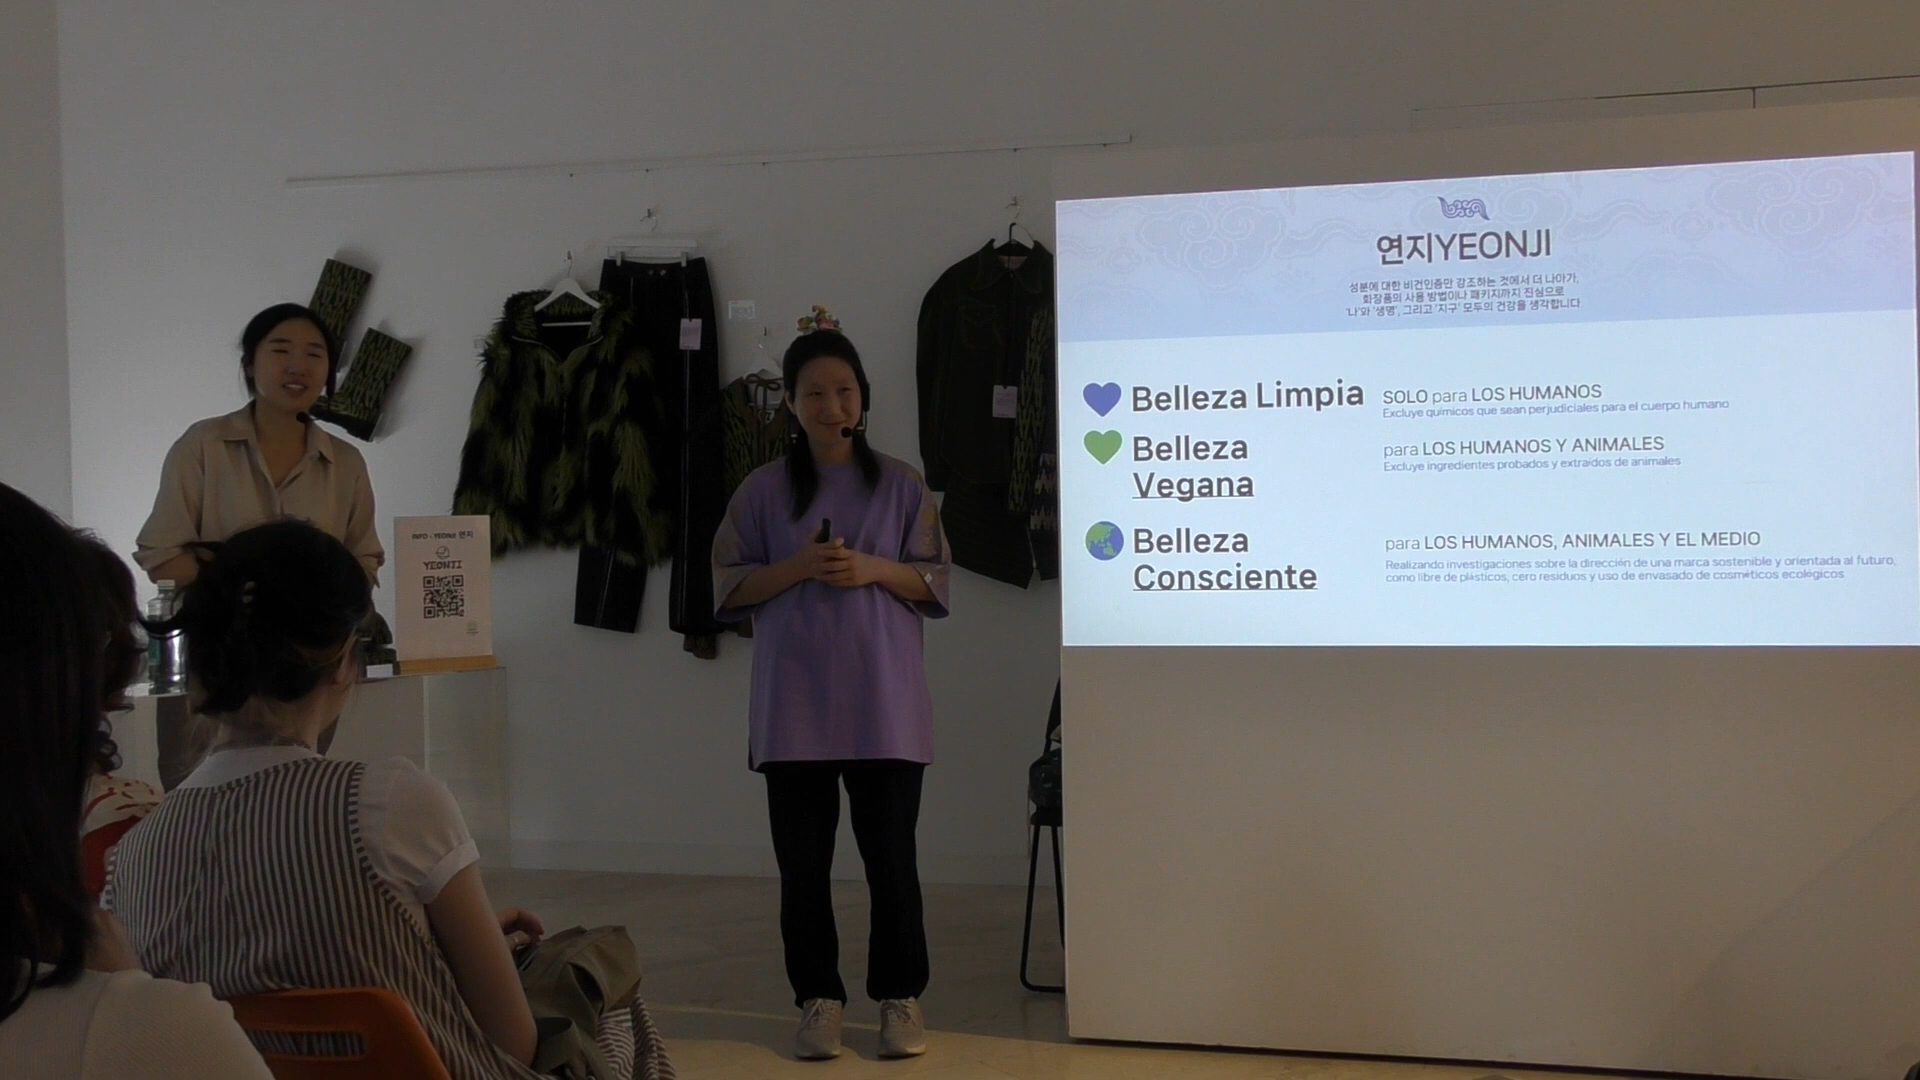 연지YEONJI
성분에 대한 비건인증만 강조하는 것에서 더 나아가,
화장품의 사용 방법이나 패키지까지 진심으로
'나'와 '생명', 그리고 '지구' 모두의 건강을 생각합니다
Belleza Limpia
SOLO para LOS HUMANOS
Excluye químicos que sean perjudiciales para el cuerpo humano
Belleza
Vegana
para LOS HUMANOS Y ANIMALES
Excluye ingredientes probados y extraídos de animales
Belleza
Consciente
para LOS HUMANOS, ANIMALES Y EL MEDIO
Realizando investigaciones sobre la dirección de una marca sostenible y orientada al futuro,
como libre de plásticos, cero residuos y uso de envasado de cosméticos ecológicos
INFO - YEONJI 연지
YEONJI